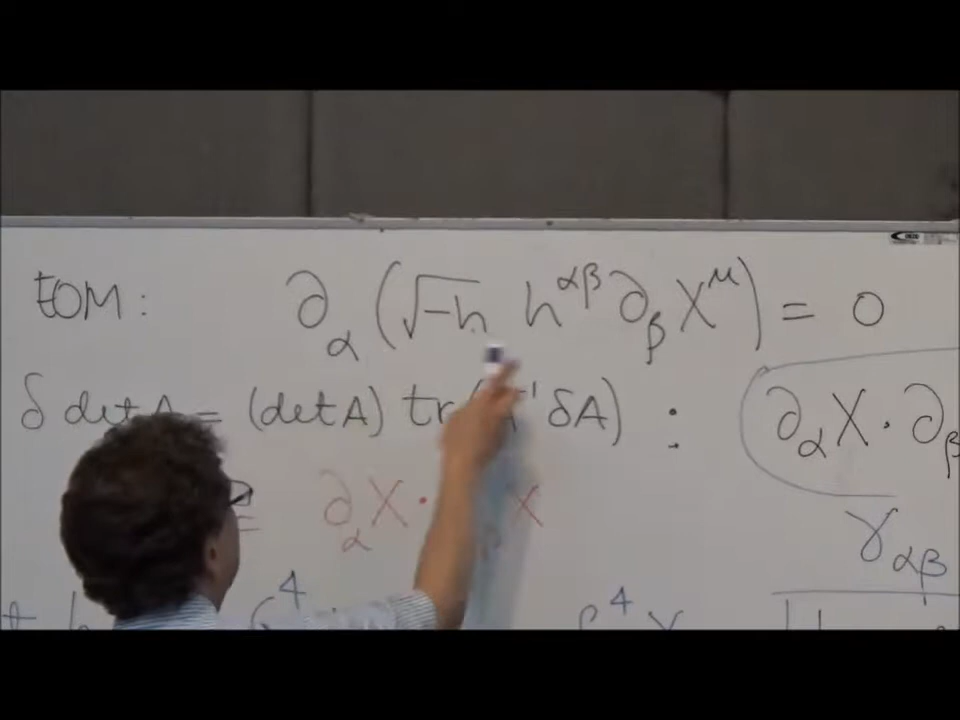 EOM: ∂_α (√-h h^{αβ} ∂_β X^μ) = 0
δ det A = (det A) tr( δA) : ∂_α X · ∂_β
= ∂_α X · X
γ_{αβ}